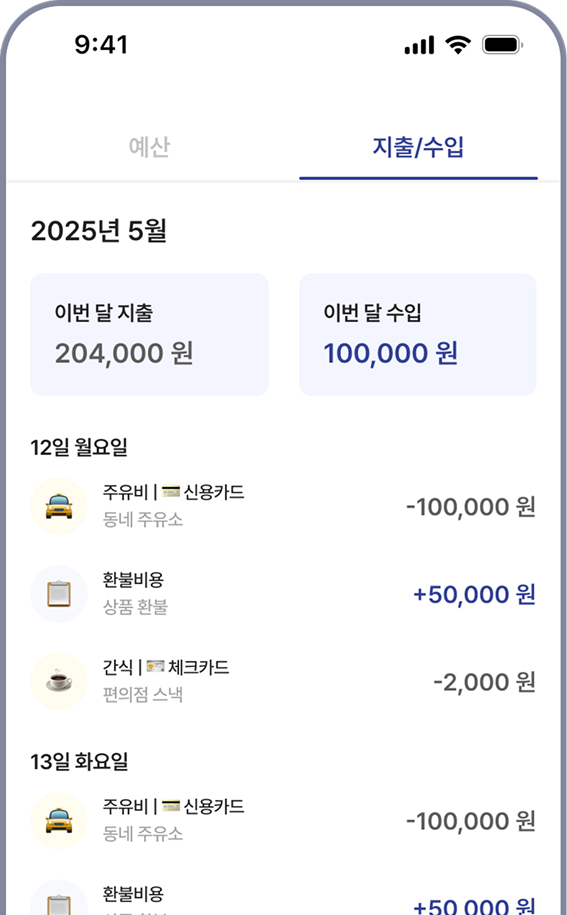 9:41
예산
지출/수입
2025년 5월
이번 달 지출
204,000 원
이번 달 수입
100,000 원
12일 월요일
주유비 | 💳 신용카드
동네 주유소
-100,000 원
환불비용
상품 환불
+50,000 원
간식 | 체크카드
편의점 스낵
-2,000 원
13일 화요일
주유비 | 💳 신용카드
동네 주유소
-100,000 원
환불비용
+50,000 원